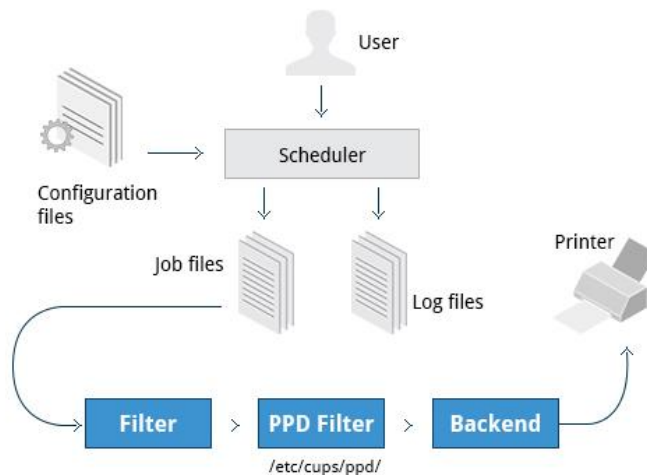 User
Scheduler
Configuration
files
Job files
Log files
Printer
Filter
PPD Filter
Backend
/etc/cups/ppd/